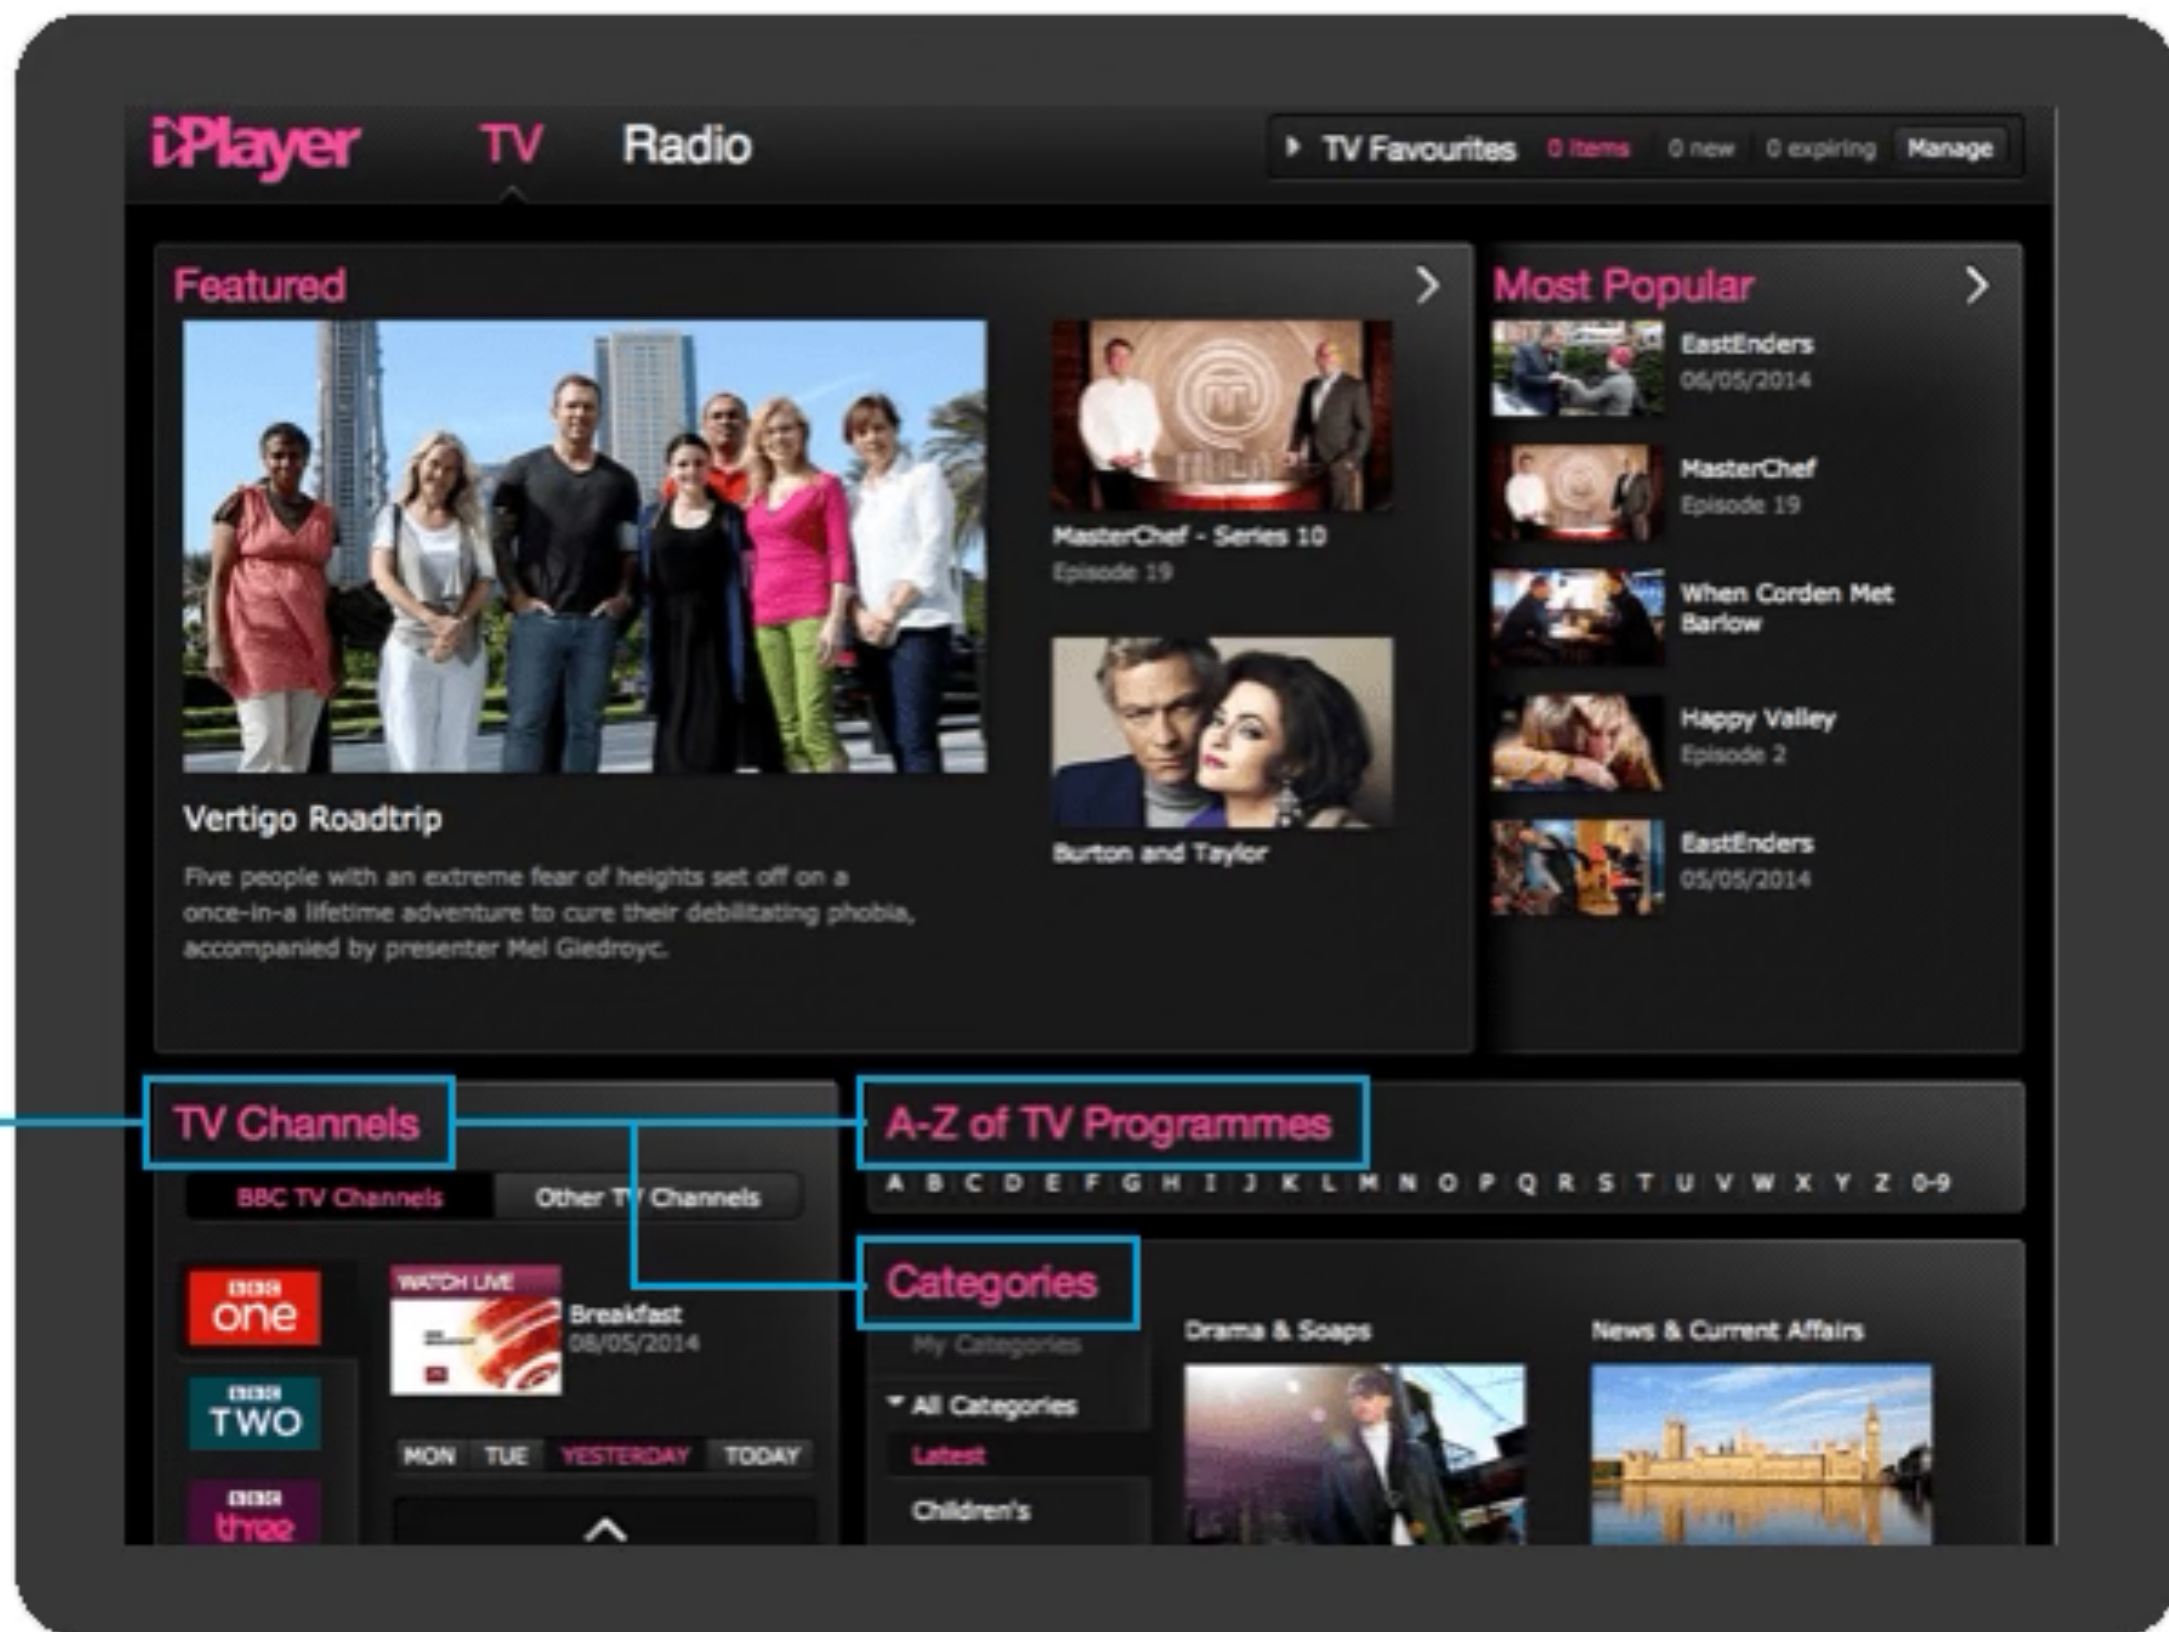 iPlayer
TV
Radio
TV Favourites 0 items 0 new 0 expiring Manage
Featured
Vertigo Roadtrip
Five people with an extreme fear of heights set off on a
once-in-a lifetime adventure to cure their debilitating phobia,
accompanied by presenter Mel Giedroyc.
MasterChef - Series 10
Episode 19
Burton and Taylor
Most Popular
EastEnders
06/05/2014
MasterChef
Episode 19
When Corden Met
Barlow
Happy Valley
Episode 2
EastEnders
05/05/2014
TV Channels
BBC TV Channels
Other TV Channels
BBC
one
BBC
TWO
BBC
three
WATCH LIVE
Breakfast
08/05/2014
MON TUE YESTERDAY TODAY
A-Z of TV Programmes
A B C D E F G H I J K L M N O P Q R S T U V W X Y Z 0-9
Categories
My Categories
All Categories
Latest
Children's
Drama & Soaps
News & Current Affairs